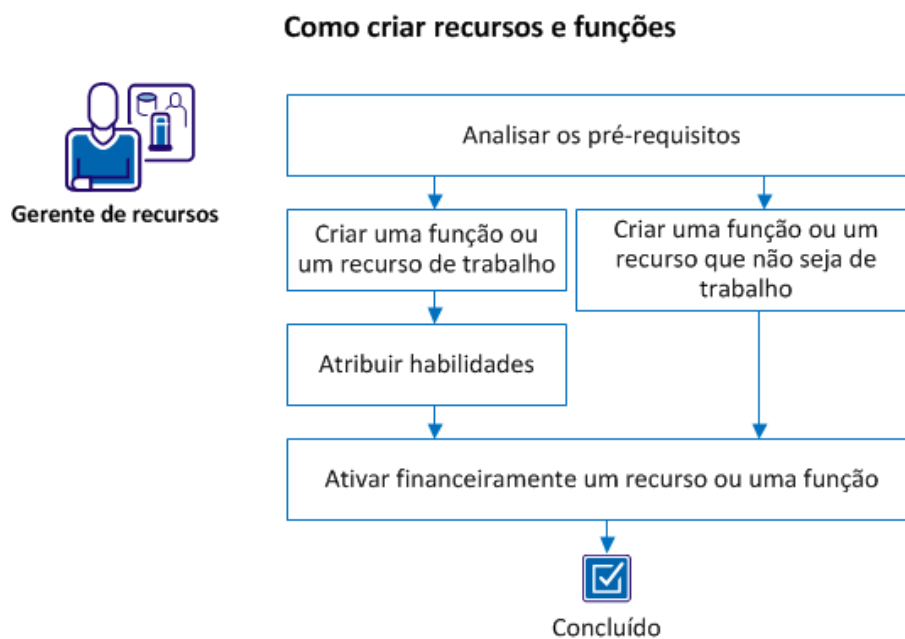 Como criar recursos e funções
Gerente de recursos
Analisar os pré-requisitos
Criar uma função ou
um recurso de trabalho
Criar uma função ou um
recurso que não seja de
trabalho
Atribuir habilidades
Ativar financeiramente um recurso ou uma função
Concluído